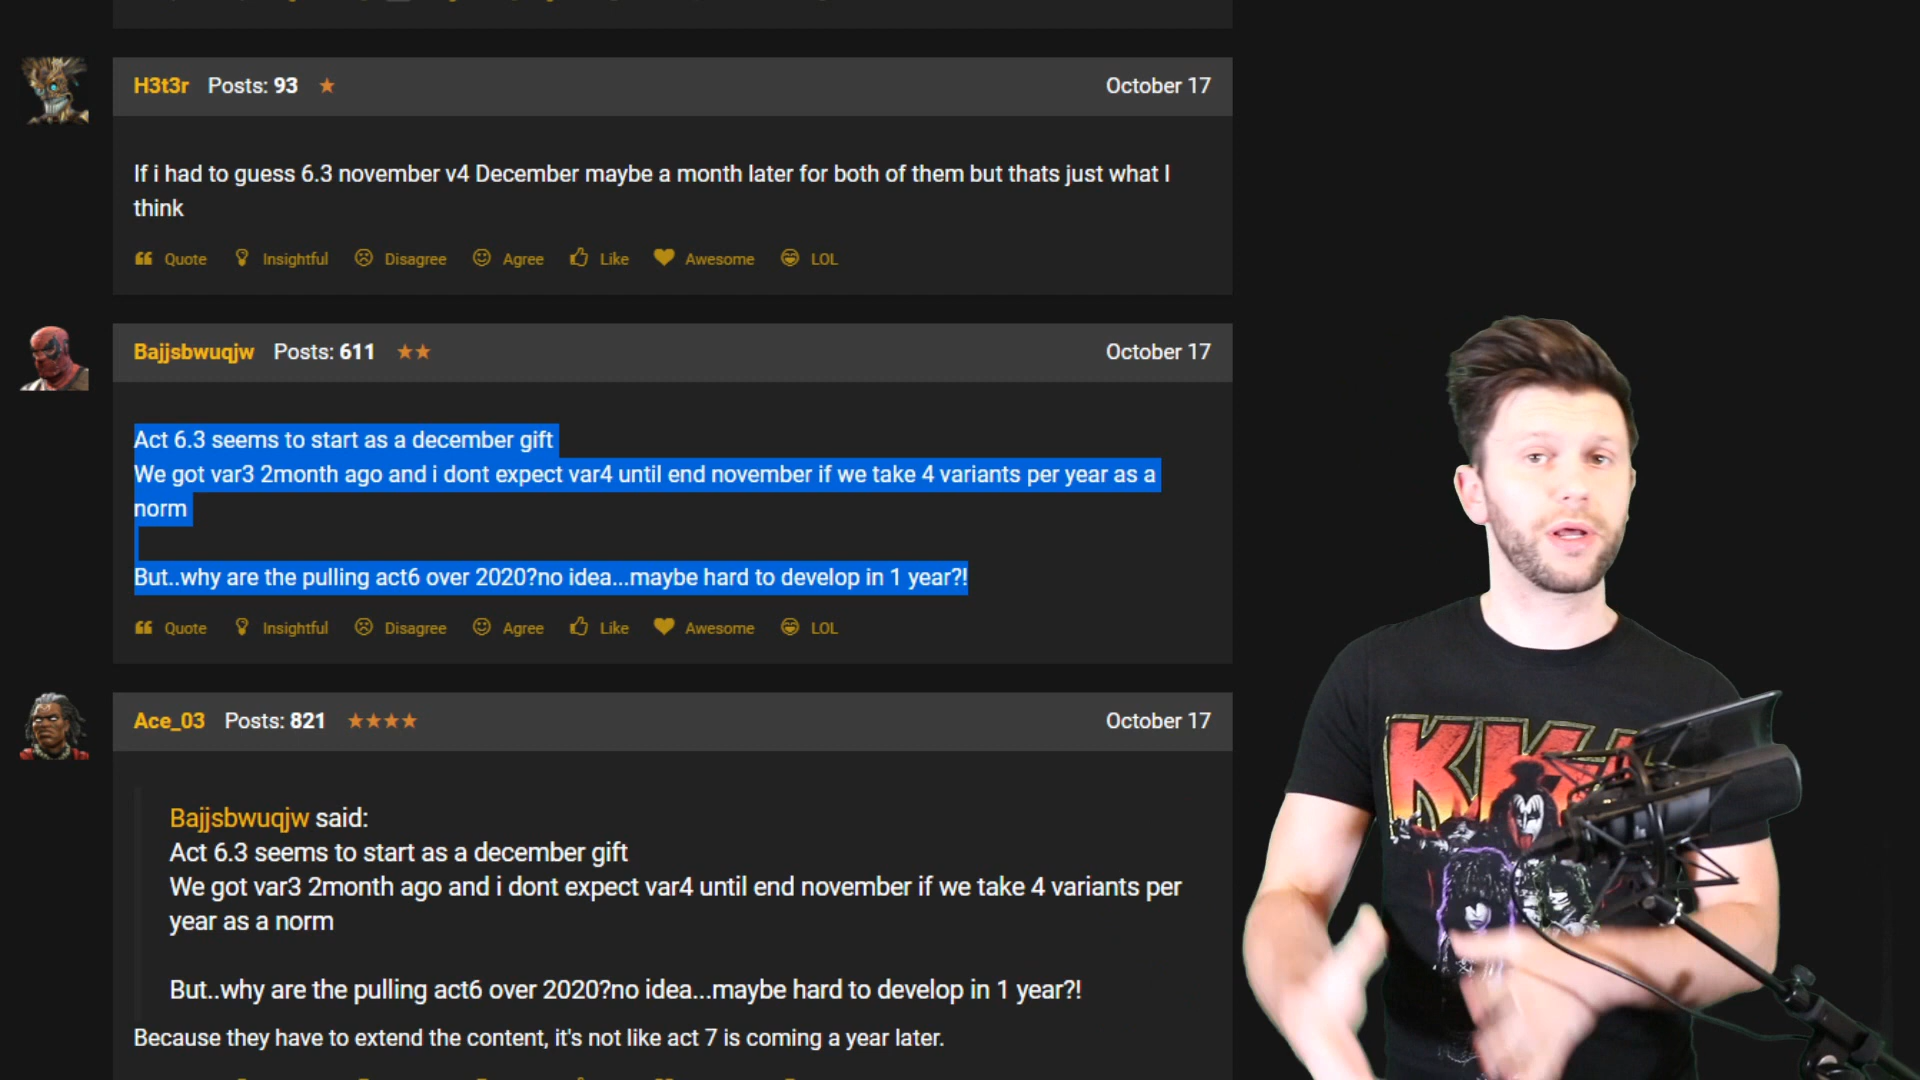 H3t3r Posts: 93 October 17
If i had to guess 6.3 november v4 December maybe a month later for both of them but thats just what I
think
Quote Insightful Disagree Agree Like Awesome LOL
Bajjsbwuqjw Posts: 611 October 17
Act 6.3 seems to start as a december gift
We got var3 2month ago and i dont expect var4 until end november if we take 4 variants per year as a
norm
But..why are the pulling act6 over 2020?no idea...maybe hard to develop in 1 year?!
Quote Insightful Disagree Agree Like Awesome LOL
Ace_03 Posts: 821 October 17
Bajjsbwuqjw said:
Act 6.3 seems to start as a december gift
We got var3 2month ago and i dont expect var4 until end november if we take 4 variants per
year as a norm
But..why are the pulling act6 over 2020?no idea...maybe hard to develop in 1 year?!
Because they have to extend the content, it's not like act 7 is coming a year later.